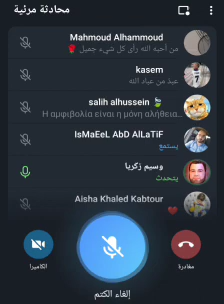 محادثة مرئية
Mahmoud Alhammoud
من أحبه الله رأى كل شيء جميل 🌹
kasem
عبدٌ من عباد الله
salih alhussein 🍃
Η αμφιβολία είναι η μόνη αλήθεια...
IsMaEeL AbD AlLaTiF
يستمع
وسيم زكريا
يتحدث
Aisha Khaled Kabtour
❤️
الكاميرا
مغادرة
إلغاء الكتم